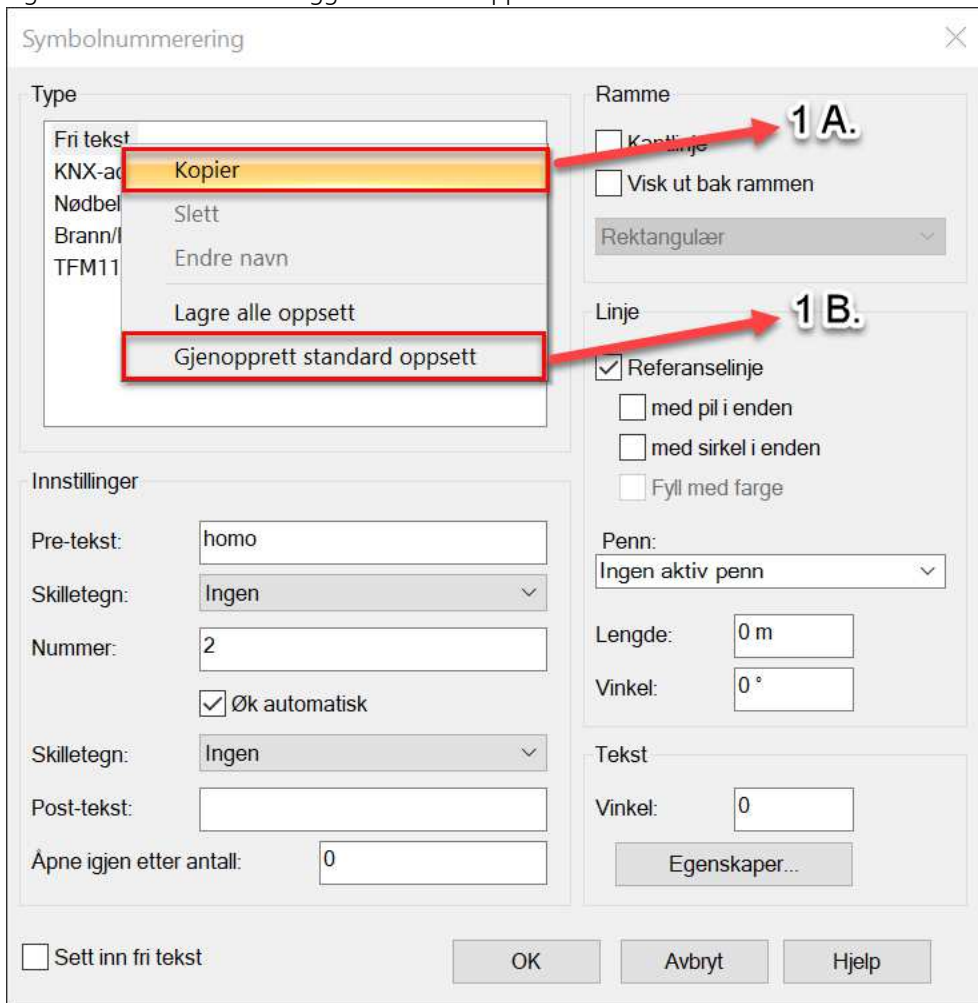 Symbolnummerering
Type
Fri tekst
KNX-ad
Nødbel
Brann/
TFM11
Kopier
Slett
Endre navn
Lagre alle oppsett
Gjenopprett standard oppsett
Ramme
1 A.
Kantlinje
Visk ut bak rammen
Rektangulær
Linje
1 B.
Referanselinje
med pil i enden
med sirkel i enden
Fyll med farge
Penn:
Ingen aktiv penn
Lengde: 0 m
Vinkel: 0 °
Innstillinger
Pre-tekst: homo
Skilletegn: Ingen
Nummer: 2
Øk automatisk
Skilletegn: Ingen
Post-tekst:
Åpne igjen etter antall: 0
Tekst
Vinkel: 0
Egenskaper...
Sett inn fri tekst
OK
Avbryt
Hjelp